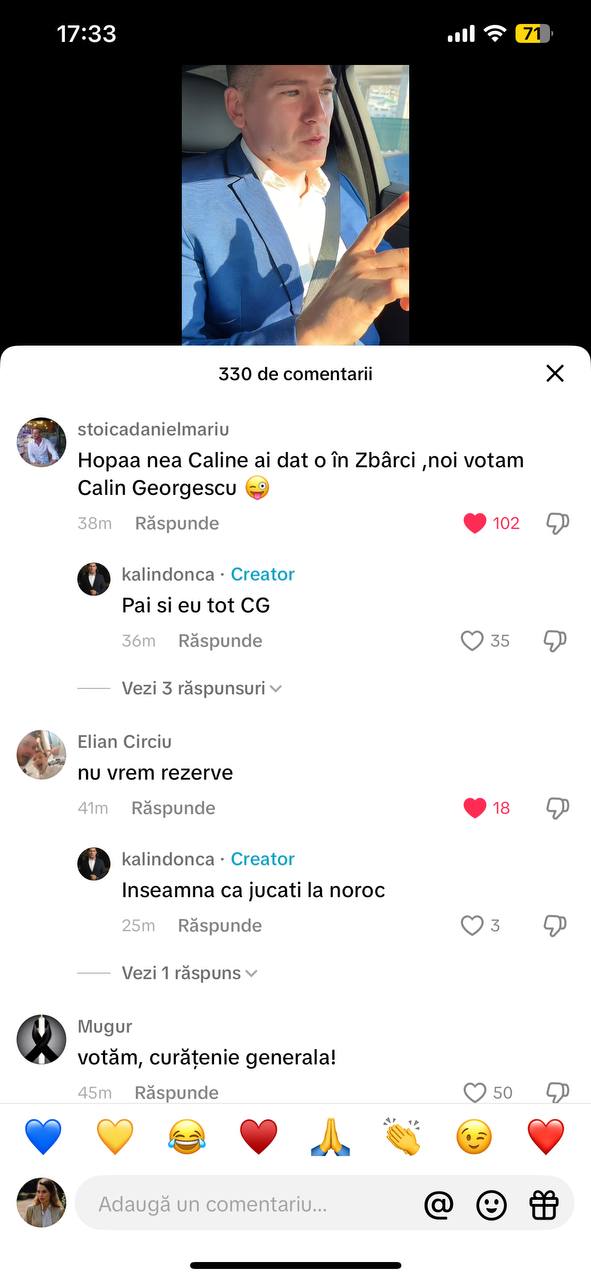 17:33
71
330 de comentarii
stoicadanielmariu
Hopaa nea Caline ai dat o în Zbârci ,noi votam
Calin Georgescu 😜
38m Răspunde 102
kalindonca · Creator
Pai si eu tot CG
36m Răspunde 35
Vezi 3 răspunsuri
Elian Circiu
nu vrem rezerve
41m Răspunde 18
kalindonca · Creator
Inseamna ca jucati la noroc
25m Răspunde 3
Vezi 1 răspuns
Mugur
votăm, curățenie generala!
45m Răspunde 50
Adaugă un comentariu... @